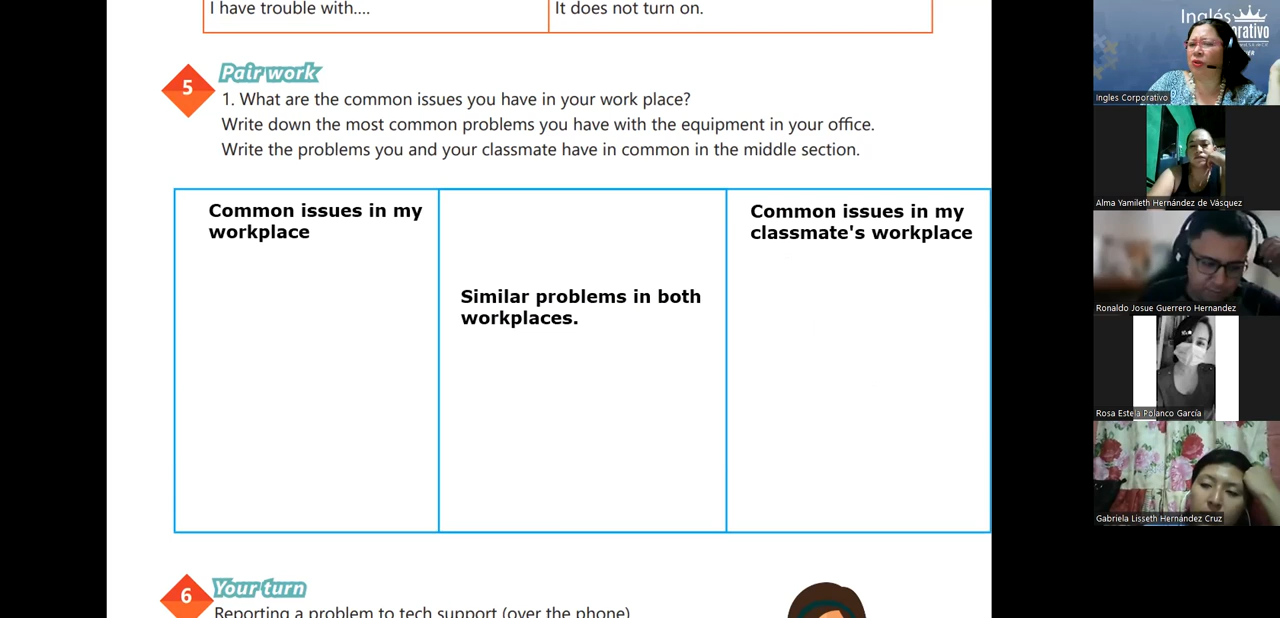 I have trouble with....
It does not turn on.
5
Pair work
1. What are the common issues you have in your work place?
Write down the most common problems you have with the equipment in your office.
Write the problems you and your classmate have in common in the middle section.
Common issues in my
workplace
Similar problems in both
workplaces.
Common issues in my
classmate's workplace
6
Your turn
Reporting a problem to tech support (over the phone)
Inglés
Ingles Corporativo
Alma Yamileth Hernández de Vásquez
Ronaldo Josue Guerrero Hernandez
Rosa Estela Polanco García
Gabriela Lisseth Hernández Cruz